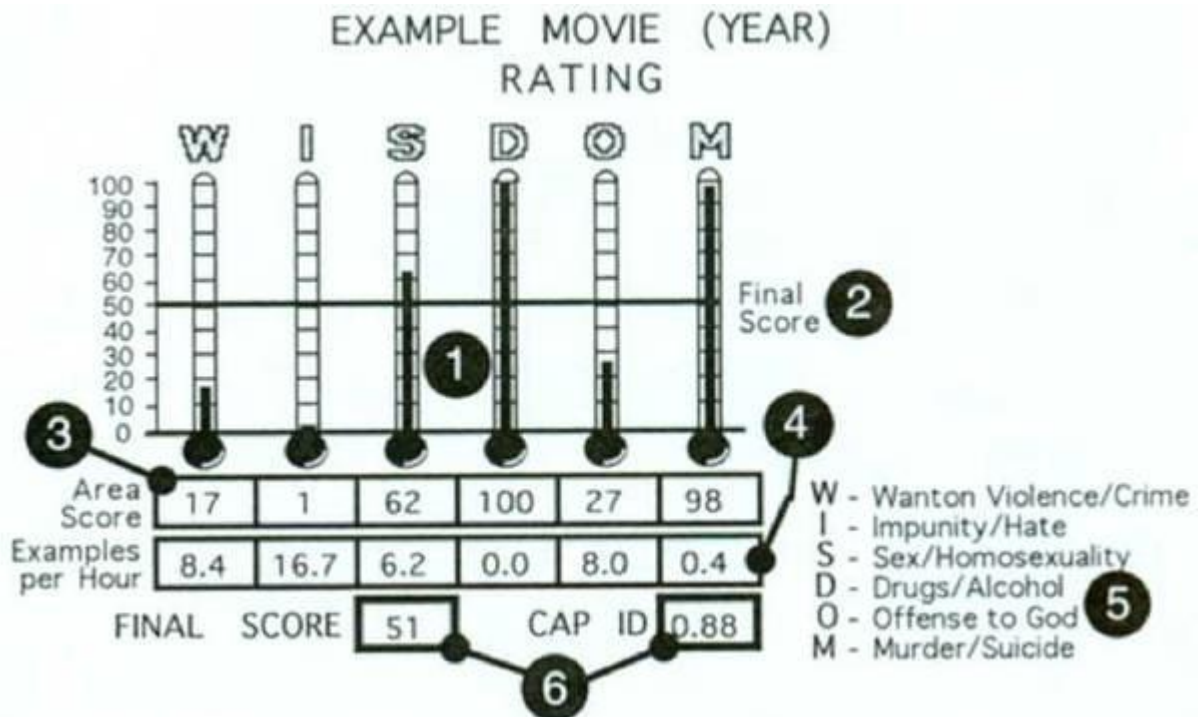 EXAMPLE MOVIE (YEAR)
RATING
W I S D O M
100
90
80
70
60
50
40
30
20
10
0
1
Final
Score
2
3
4
Area
Score
17 1 62 100 27 98
Examples
per Hour
8.4 16.7 6.2 0.0 8.0 0.4
FINAL SCORE 51 CAP ID 0.88
W - Wanton Violence/Crime
I - Impunity/Hate
S - Sex/Homosexuality
D - Drugs/Alcohol
O - Offense to God
M - Murder/Suicide
5
6